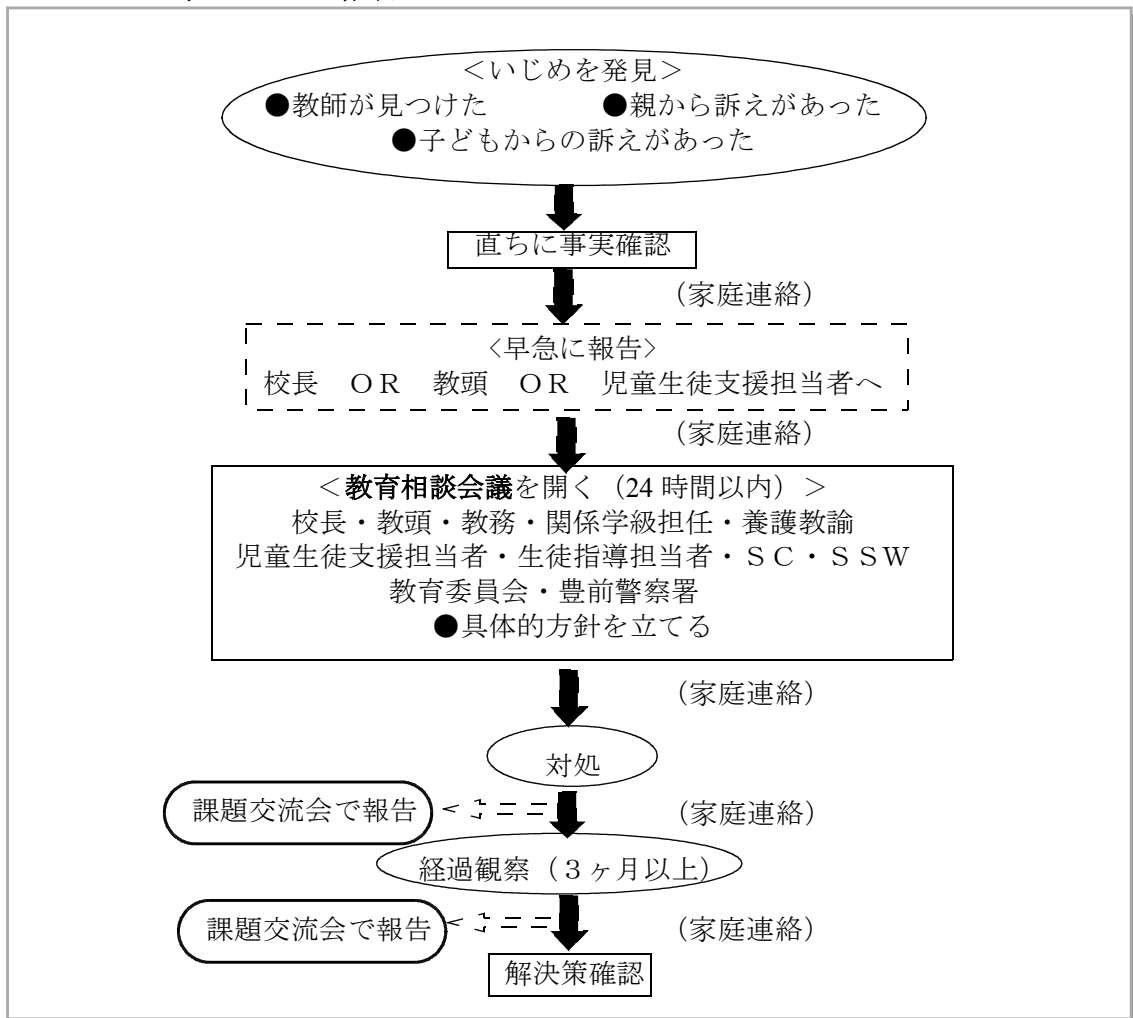 ＜いじめを発見＞
●教師が見つけた　●親から訴えがあった
●子どもからの訴えがあった
直ちに事実確認
（家庭連絡）
＜早急に報告＞
校長　ＯＲ　教頭　ＯＲ　児童生徒支援担当者へ
（家庭連絡）
＜教育相談会議を開く（24 時間以内）＞
校長・教頭・教務・関係学級担任・養護教諭
児童生徒支援担当者・生徒指導担当者・ＳＣ・ＳＳＷ
教育委員会・豊前警察署
●具体的方針を立てる
（家庭連絡）
対処
課題交流会で報告　（家庭連絡）
経過観察（３ヶ月以上）
課題交流会で報告　（家庭連絡）
解決策確認